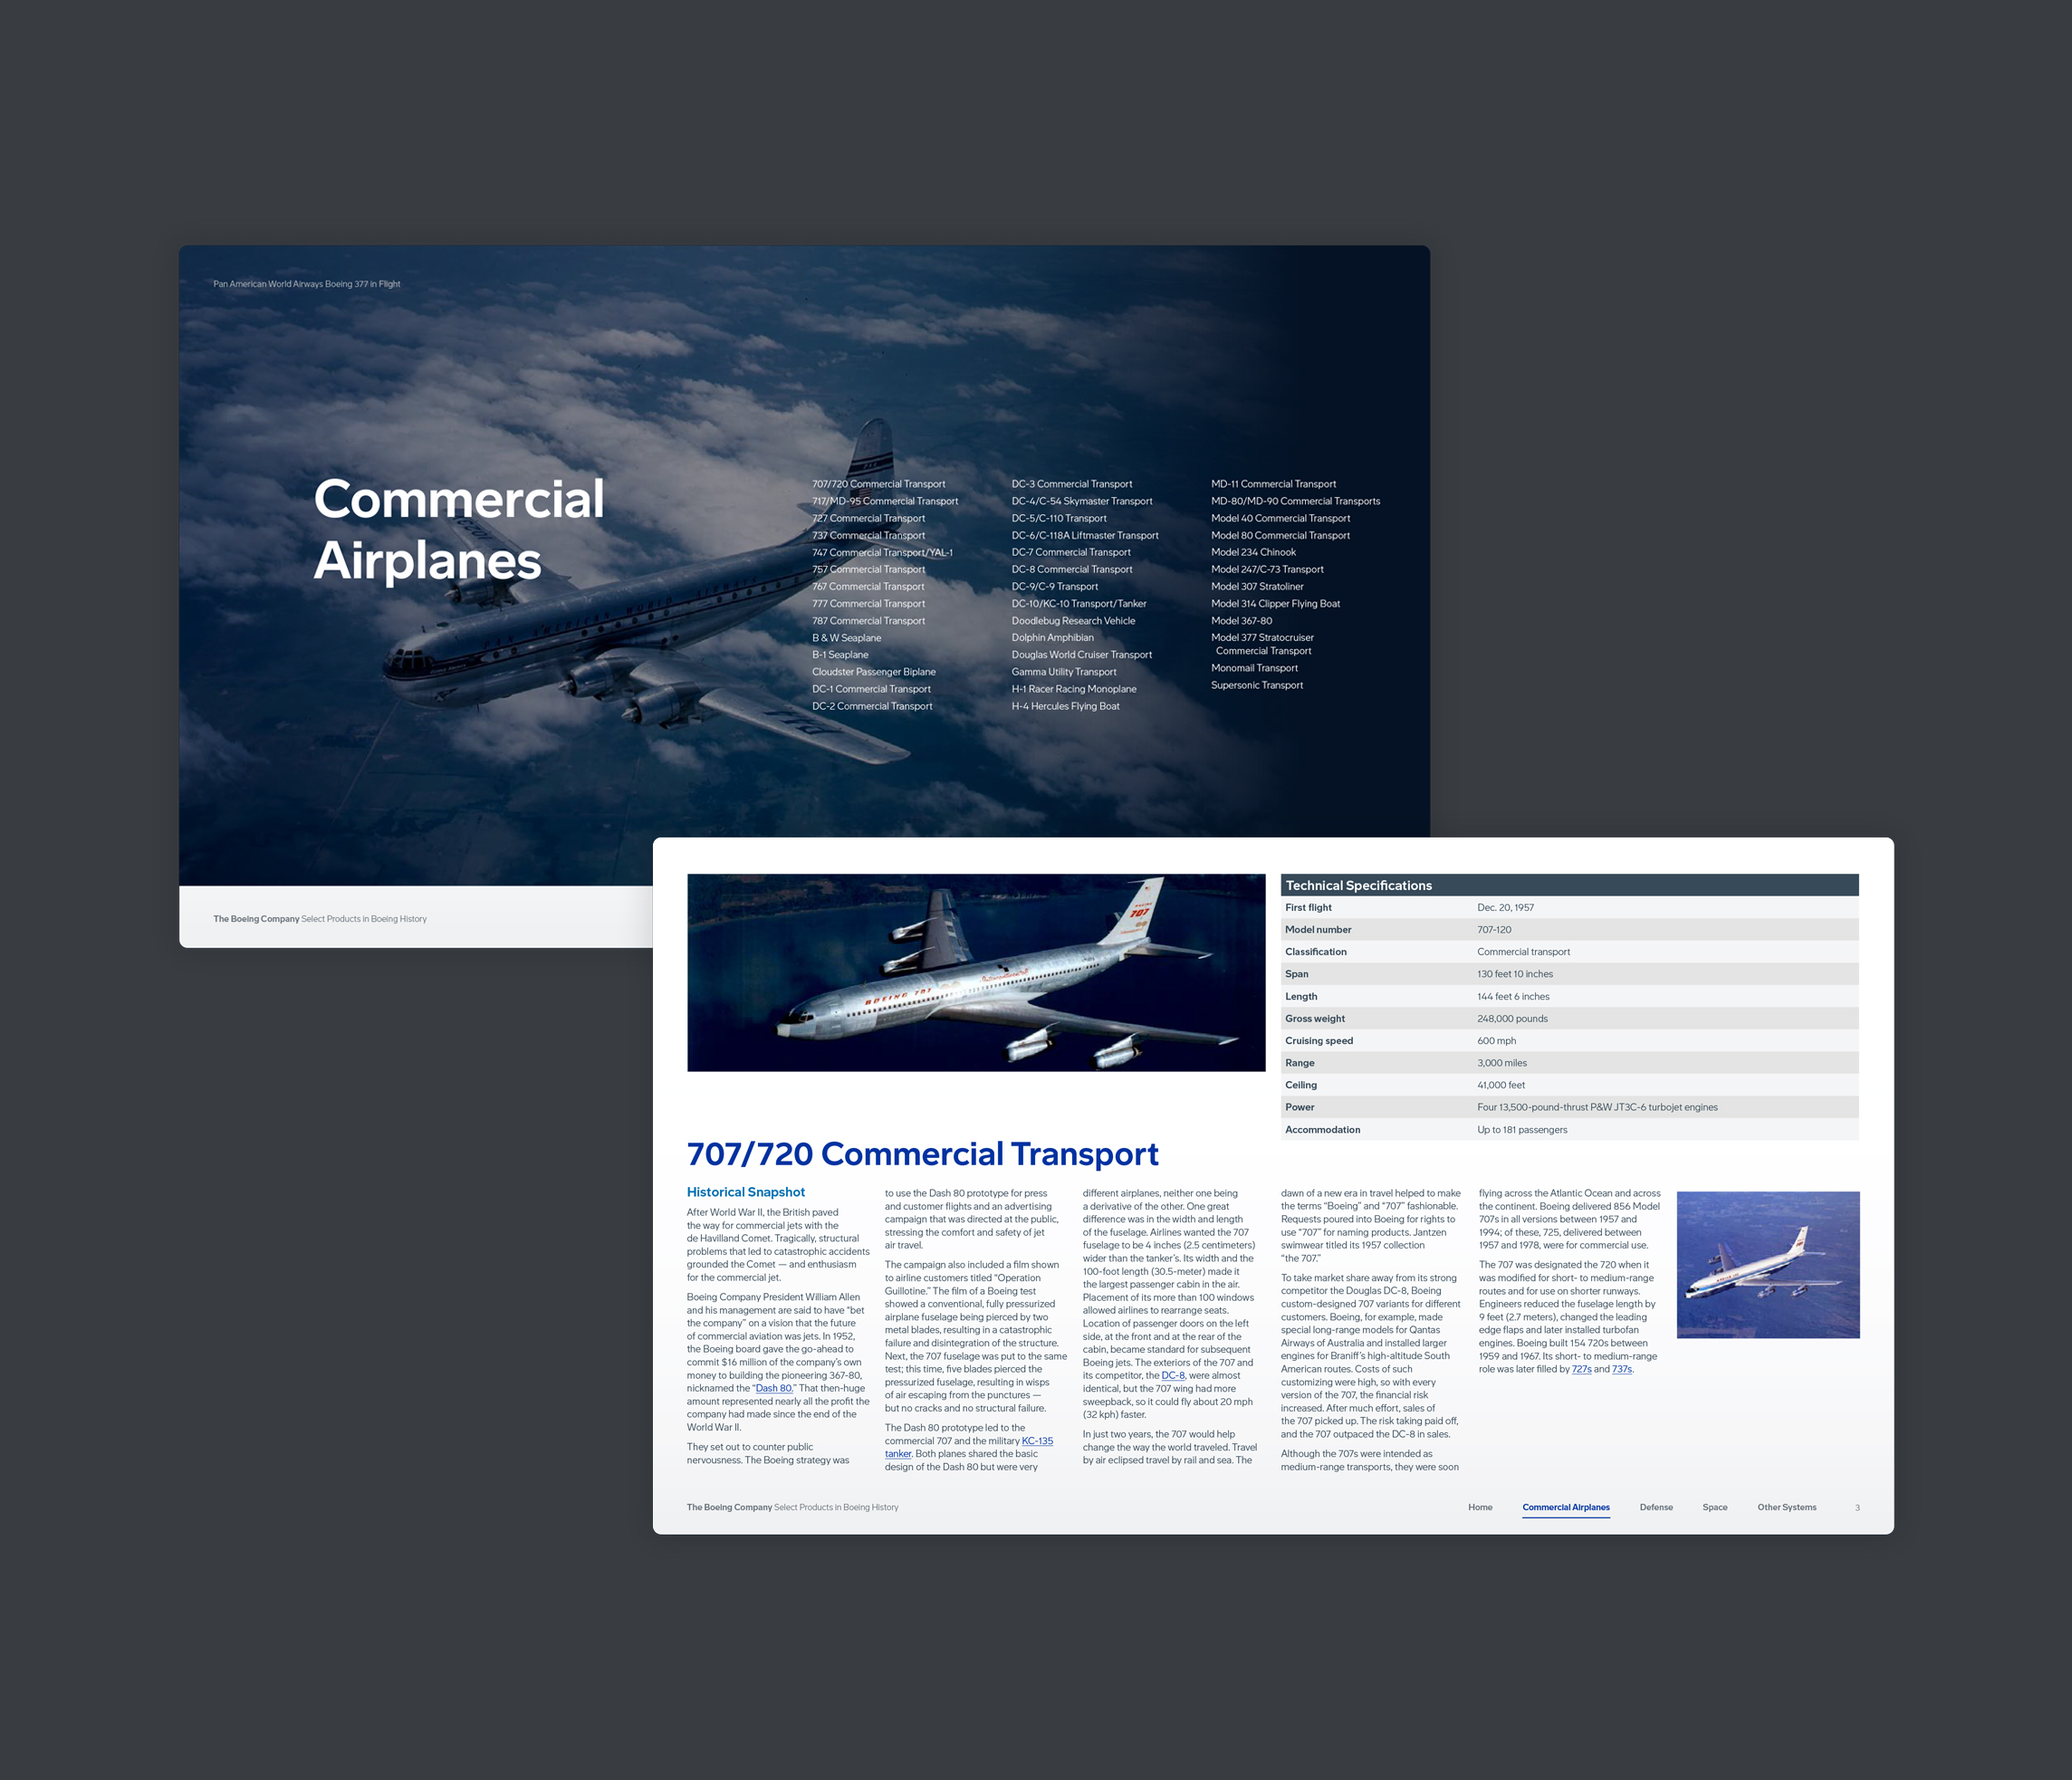 Pan American World Airways Boeing 377 in Flight
Commercial
Airplanes
707/720 Commercial Transport
717/MD-95 Commercial Transport
727 Commercial Transport
737 Commercial Transport
747 Commercial Transport/YAL-1
757 Commercial Transport
767 Commercial Transport
777 Commercial Transport
787 Commercial Transport
B & W Seaplane
B-1 Seaplane
Cloudster Passenger Biplane
DC-1 Commercial Transport
DC-2 Commercial Transport
DC-3 Commercial Transport
DC-4/C-54 Skymaster Transport
DC-5/C-110 Transport
DC-6/C-118A Liftmaster Transport
DC-7 Commercial Transport
DC-8 Commercial Transport
DC-9/C-9 Transport
DC-10/KC-10 Transport/Tanker
Doodlebug Research Vehicle
Dolphin Amphibian
Douglas World Cruiser Transport
Gamma Utility Transport
H-1 Racer Racing Monoplane
H-4 Hercules Flying Boat
MD-11 Commercial Transport
MD-80/MD-90 Commercial Transports
Model 40 Commercial Transport
Model 80 Commercial Transport
Model 234 Chinook
Model 247/C-73 Transport
Model 307 Stratoliner
Model 314 Clipper Flying Boat
Model 367-80
Model 377 Stratocruiser
Commercial Transport
Monomail Transport
Supersonic Transport
PAN AMERICAN WORLD AIRWAYS
The Boeing Company Select Products in Boeing History
BOEING 707
707
Technical Specifications
First flight Dec. 20, 1957
Model number 707-120
Classification Commercial transport
Span 130 feet 10 inches
Length 144 feet 6 inches
Gross weight 248,000 pounds
Cruising speed 600 mph
Range 3,000 miles
Ceiling 41,000 feet
Power Four 13,500-pound-thrust P&W JT3C-6 turbojet engines
Accommodation Up to 181 passengers
707/720 Commercial Transport
Historical Snapshot
After World War II, the British paved
the way for commercial jets with the
de Havilland Comet. Tragically, structural
problems that led to catastrophic accidents
grounded the Comet — and enthusiasm
for the commercial jet.
Boeing Company President William Allen
and his management are said to have “bet
the company” on a vision that the future
of commercial aviation was jets. In 1952,
the Boeing board gave the go-ahead to
commit $16 million of the company’s own
money to building the pioneering 367-80,
nicknamed the “Dash 80.” That then-huge
amount represented nearly all the profit the
company had made since the end of the
World War II.
They set out to counter public
nervousness. The Boeing strategy was
to use the Dash 80 prototype for press
and customer flights and an advertising
campaign that was directed at the public,
stressing the comfort and safety of jet
air travel.
The campaign also included a film shown
to airline customers titled “Operation
Guillotine.” The film of a Boeing test
showed a conventional, fully pressurized
airplane fuselage being pierced by two
metal blades, resulting in a catastrophic
failure and disintegration of the structure.
Next, the 707 fuselage was put to the same
test; this time, five blades pierced the
pressurized fuselage, resulting in wisps
of air escaping from the punctures —
but no cracks and no structural failure.
The Dash 80 prototype led to the
commercial 707 and the military KC-135
tanker. Both planes shared the basic
design of the Dash 80 but were very
different airplanes, neither one being
a derivative of the other. One great
difference was in the width and length
of the fuselage. Airlines wanted the 707
fuselage to be 4 inches (2.5 centimeters)
wider than the tanker’s. Its width and the
100-foot length (30.5-meter) made it
the largest passenger cabin in the air.
Placement of its more than 100 windows
allowed airlines to rearrange seats.
Location of passenger doors on the left
side, at the front and at the rear of the
cabin, became standard for subsequent
Boeing jets. The exteriors of the 707 and
its competitor, the DC-8, were almost
identical, but the 707 wing had more
sweepback, so it could fly about 20 mph
(32 kph) faster.
In just two years, the 707 would help
change the way the world traveled. Travel
by air eclipsed travel by rail and sea. The
dawn of a new era in travel helped to make
the terms “Boeing” and “707” fashionable.
Requests poured into Boeing for rights to
use “707” for naming products. Jantzen
swimwear titled its 1957 collection
“the 707.”
To take market share away from its strong
competitor the Douglas DC-8, Boeing
custom-designed 707 variants for different
customers. Boeing, for example, made
special long-range models for Qantas
Airways of Australia and installed larger
engines for Braniff’s high-altitude South
American routes. Costs of such
customizing were high, so with every
version of the 707, the financial risk
increased. After much effort, sales of
the 707 picked up. The risk taking paid off,
and the 707 outpaced the DC-8 in sales.
Although the 707s were intended as
medium-range transports, they were soon
flying across the Atlantic Ocean and across
the continent. Boeing delivered 856 Model
707s in all versions between 1957 and
1994; of these, 725, delivered between
1957 and 1978, were for commercial use.
The 707 was designated the 720 when it
was modified for short- to medium-range
routes and for use on shorter runways.
Engineers reduced the fuselage length by
9 feet (2.7 meters), changed the leading
edge flaps and later installed turbofan
engines. Boeing built 154 720s between
1959 and 1967. Its short- to medium-range
role was later filled by 727s and 737s.
The Boeing Company Select Products in Boeing History
Home Commercial Airplanes Defense Space Other Systems 3